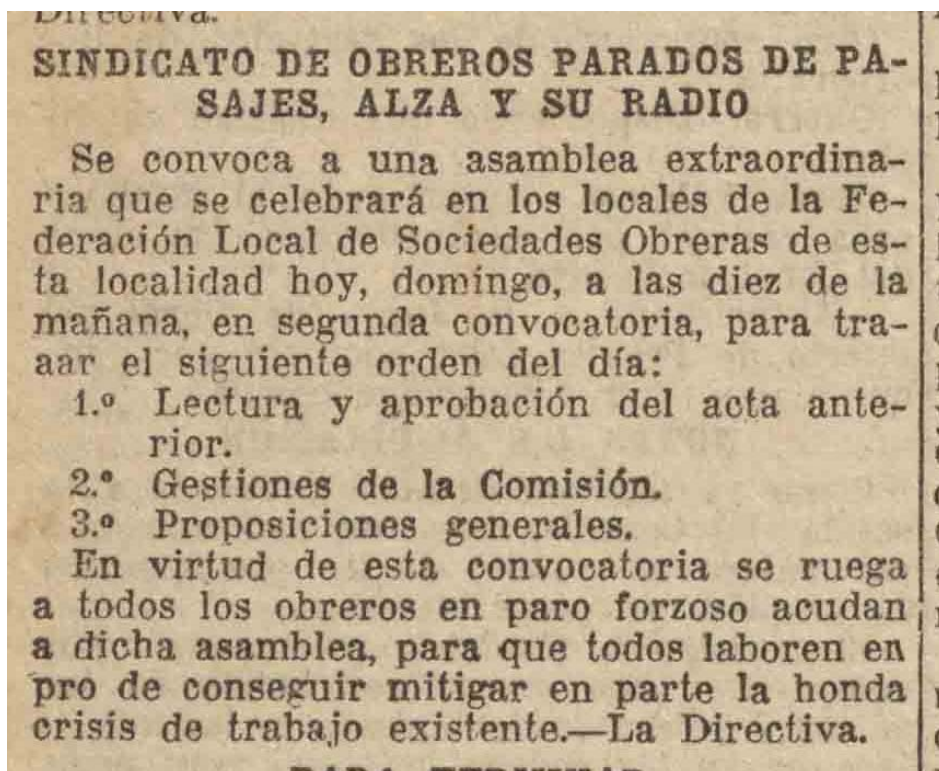 Directiva.
SINDICATO DE OBREROS PARADOS DE PA-
SAJES, ALZA Y SU RADIO
Se convoca a una asamblea extraordina-
ria que se celebrará en los locales de la Fe-
deración Local de Sociedades Obreras de es-
ta localidad hoy, domingo, a las diez de la
mañana, en segunda convocatoria, para tra-
aar el siguiente orden del día:
1.º Lectura y aprobación del acta ante-
rior.
2.º Gestiones de la Comisión.
3.º Proposiciones generales.
En virtud de esta convocatoria se ruega
a todos los obreros en paro forzoso acudan
a dicha asamblea, para que todos laboren en
pro de conseguir mitigar en parte la honda
crisis de trabajo existente.—La Directiva.